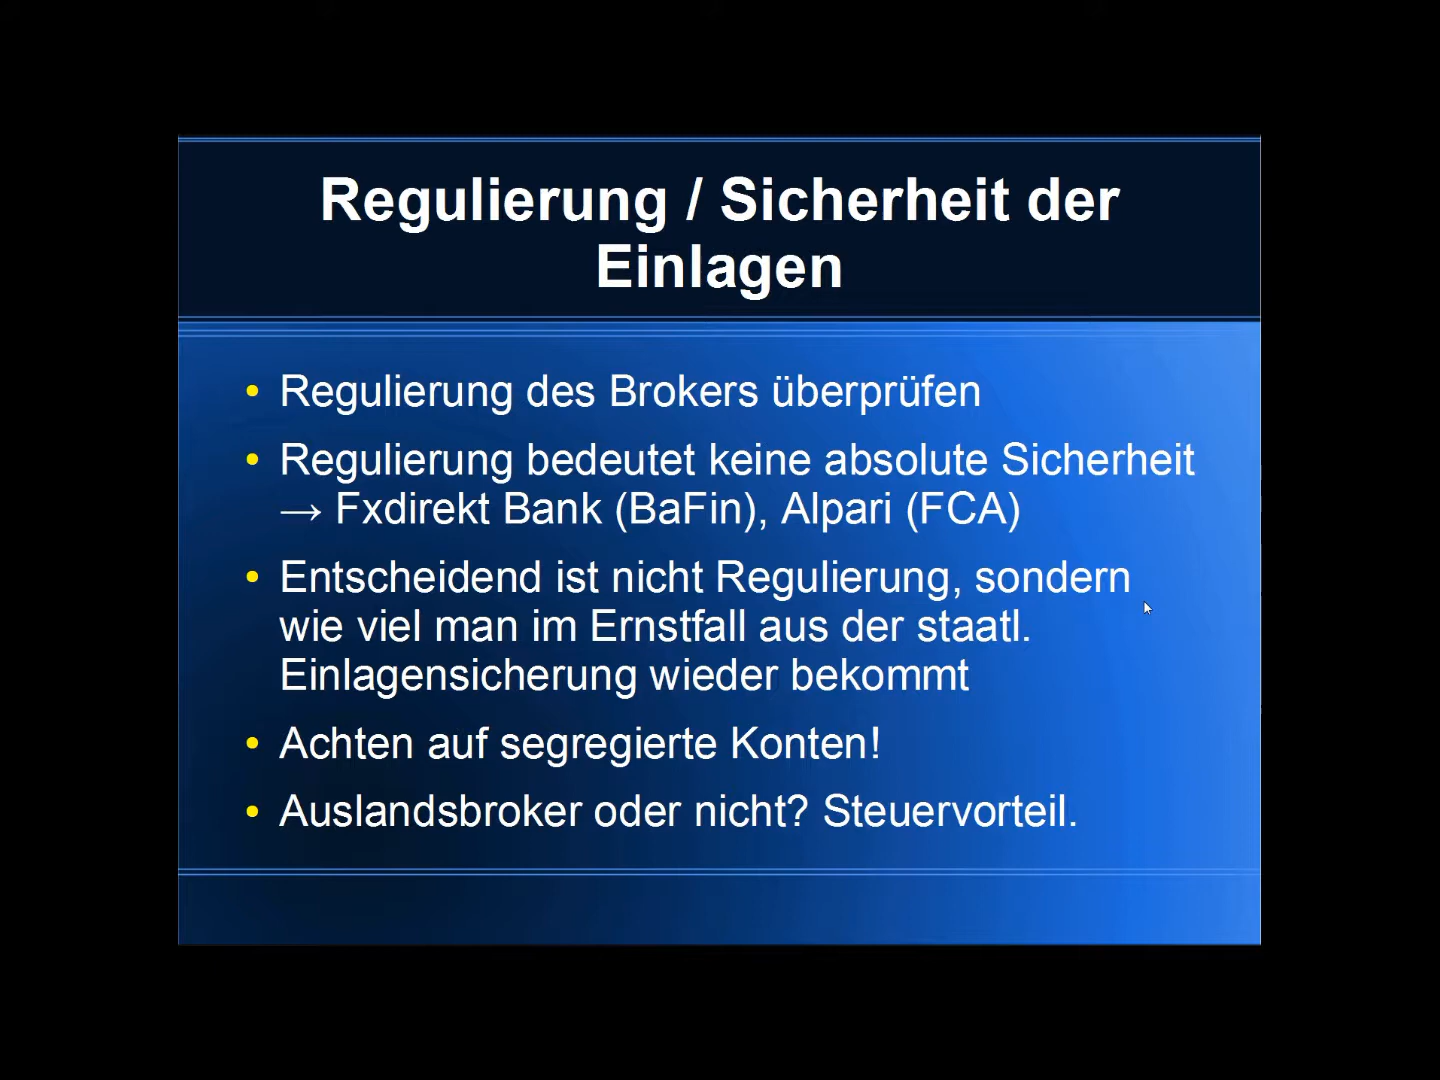 Regulierung / Sicherheit der
Einlagen
• Regulierung des Brokers überprüfen
• Regulierung bedeutet keine absolute Sicherheit
→ Fxdirekt Bank (BaFin), Alpari (FCA)
• Entscheidend ist nicht Regulierung, sondern
wie viel man im Ernstfall aus der staatl.
Einlagensicherung wieder bekommt
• Achten auf segregierte Konten!
• Auslandsbroker oder nicht? Steuervorteil.